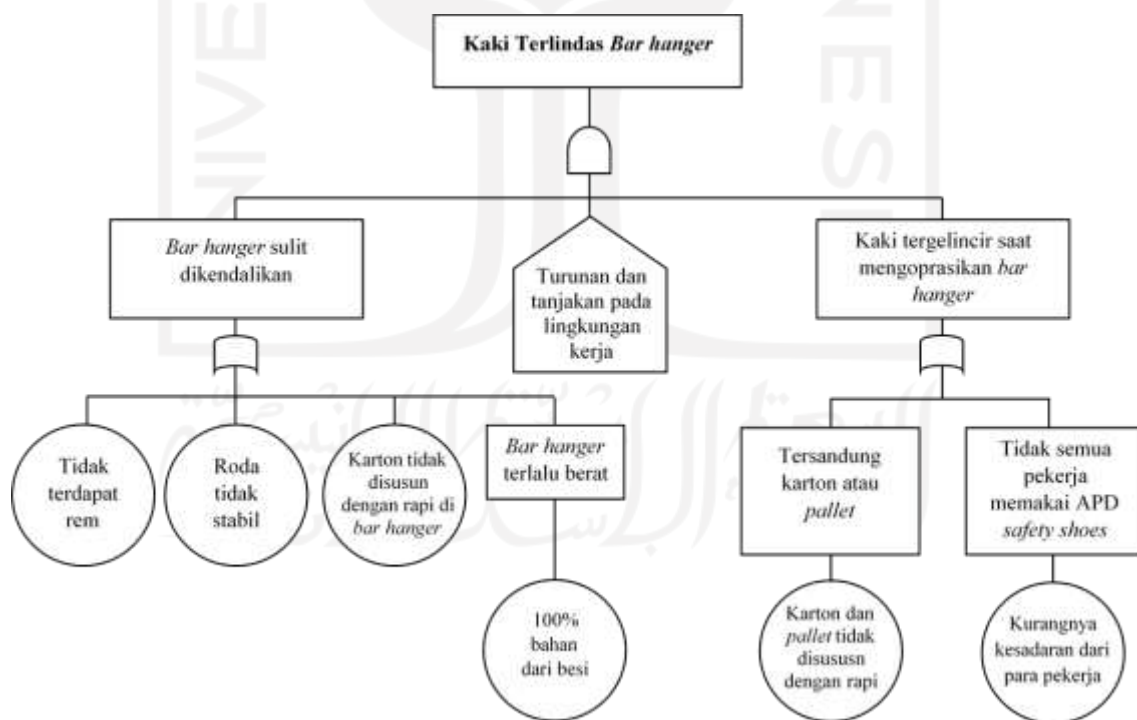 Kaki Terlindas Bar hanger
Bar hanger sulit
dikendalikan
Turunan dan
tanjakan pada
lingkungan
kerja
Kaki tergelincir saat
mengoprasikan bar
hanger
Tidak
terdapat
rem
Roda
tidak
stabil
Karton tidak
disusun
dengan rapi di
bar hanger
Bar hanger
terlalu berat
Tersandung
karton atau
pallet
Tidak semua
pekerja
memakai APD
safety shoes
100%
bahan
dari besi
Karton dan
pallet tidak
disususn
dengan rapi
Kurangnya
kesadaran dari
para pekerja